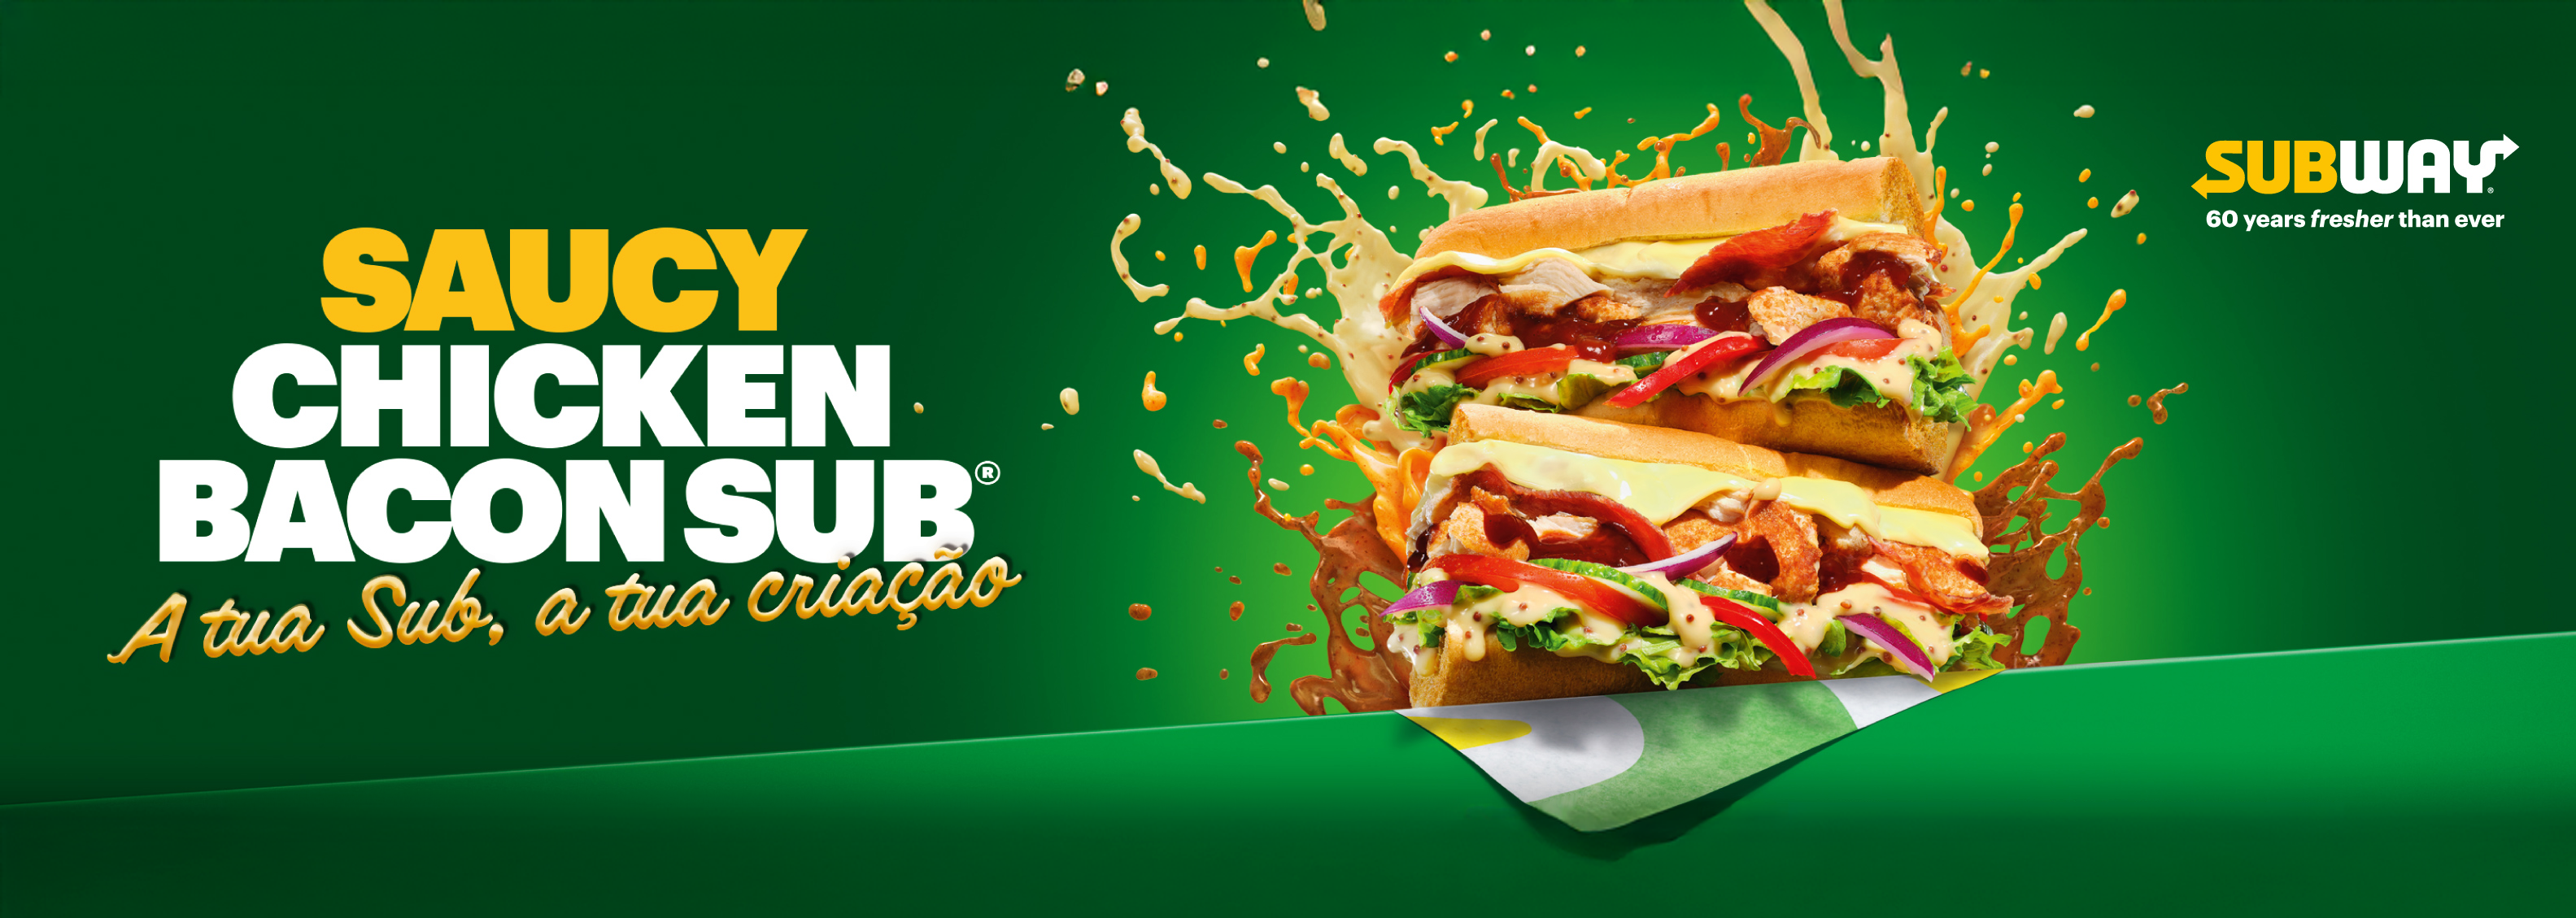 SAUCY
CHICKEN
BACON SUB®
A tua Sub, a tua criação
SUBWAY®
60 years fresher than ever